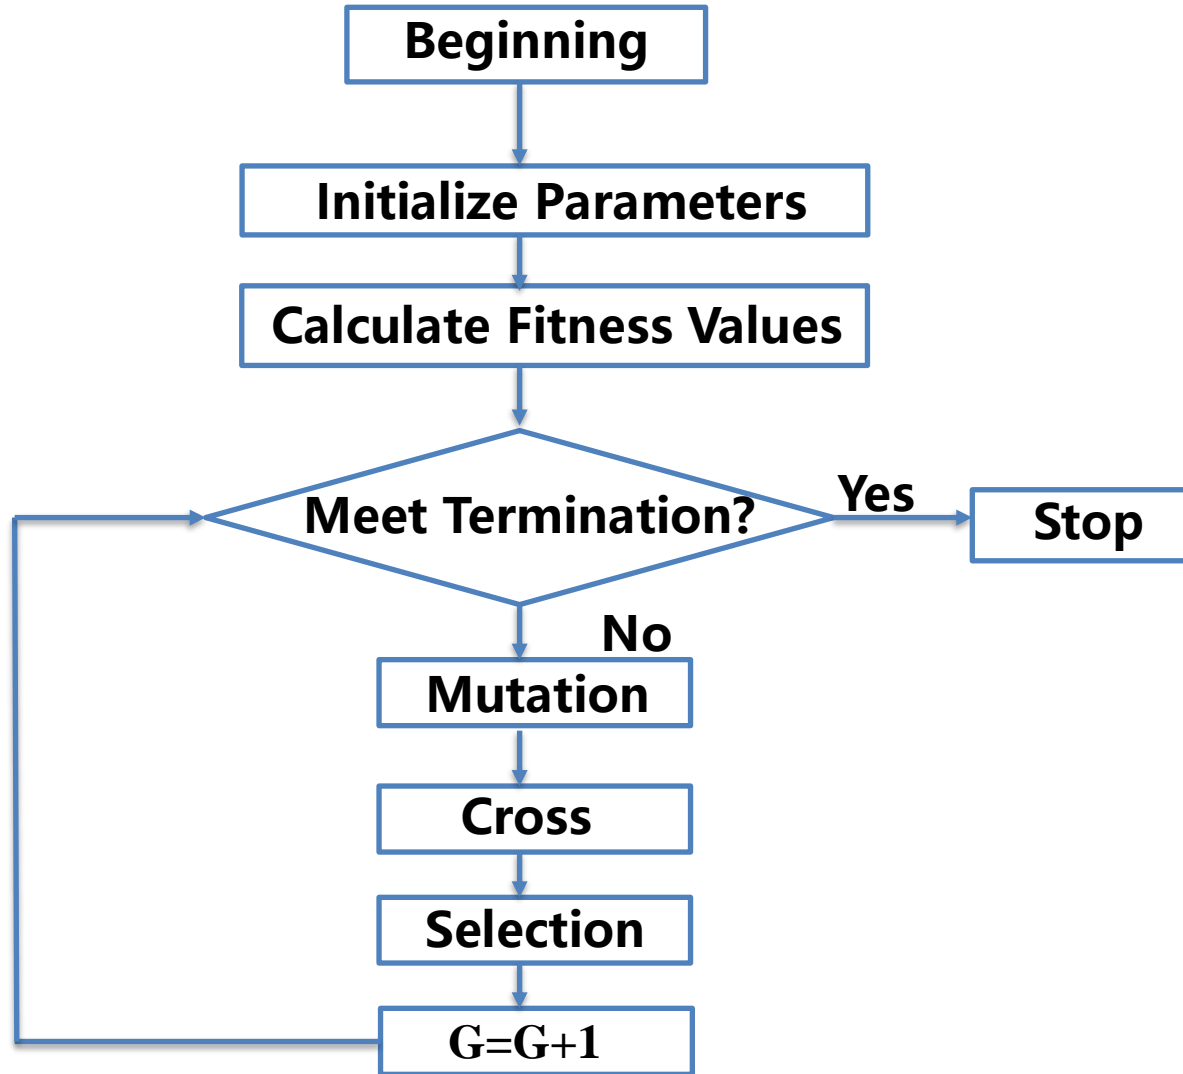 Beginning
Initialize Parameters
Calculate Fitness Values
Meet Termination?
Yes
Stop
No
Mutation
Cross
Selection
G=G+1